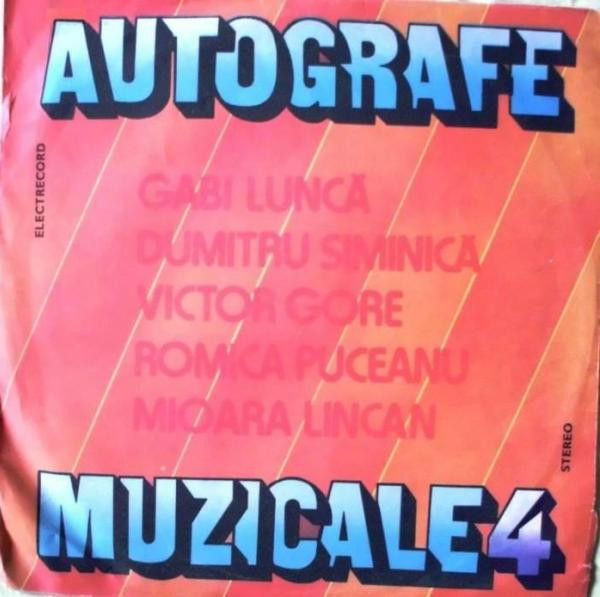 AUTOGRAFE
ELECTRECORD
GABI LUNCĂ
DUMITRU SIMINICĂ
VICTOR GORE
ROMICA PUCEANU
MIOARA LINCAN
STEREO
MUZICALE 4